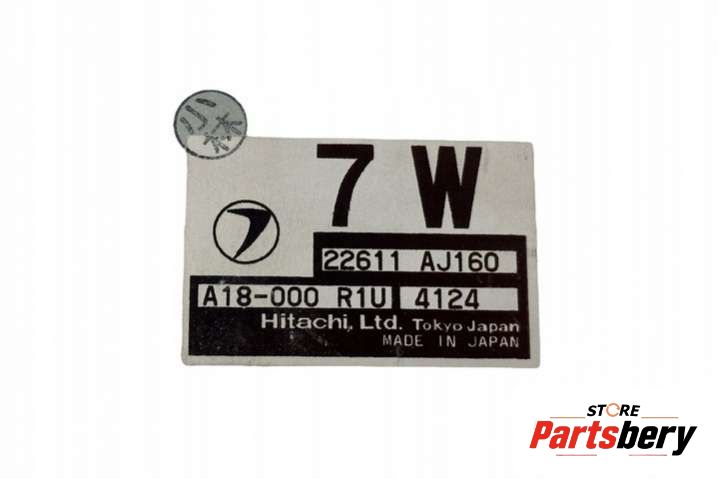 7 W
22611 AJ160
A18-000 R1U 4124
Hitachi, Ltd. Tokyo Japan
MADE IN JAPAN
STORE
Partsbery